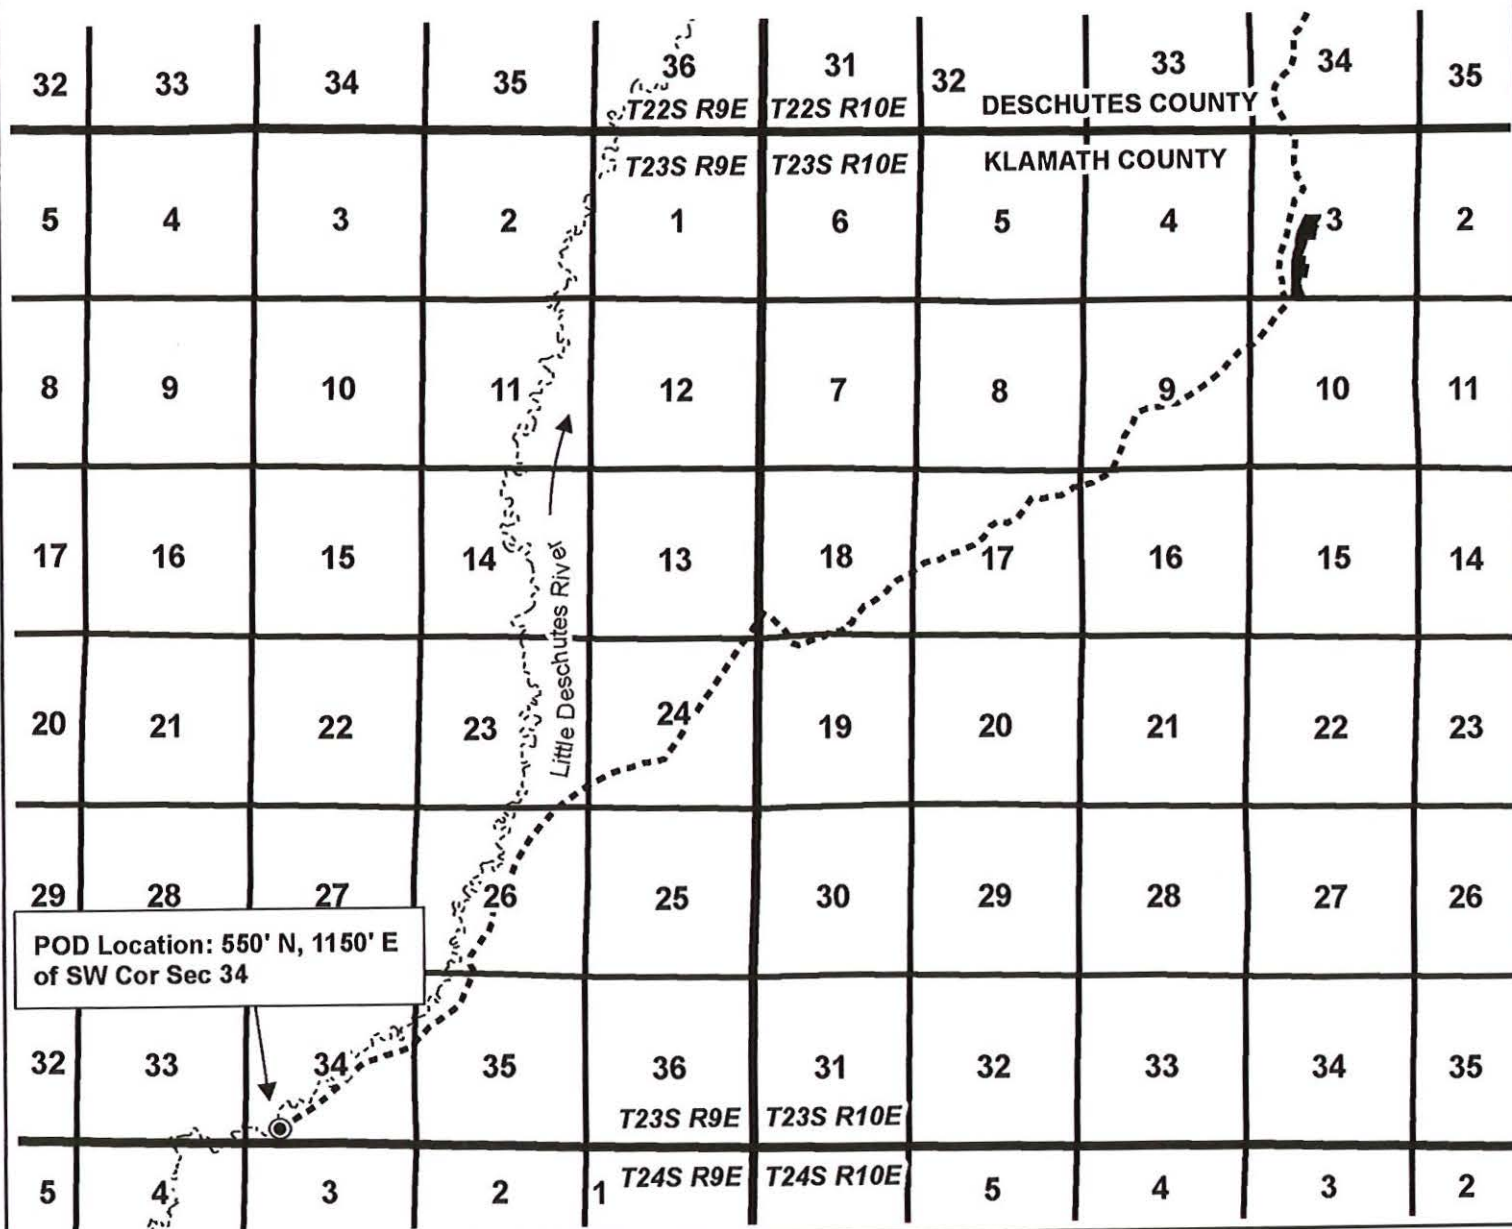 32 33 34 35 36 31 32 33 34 35
T22S R9E T22S R10E DESCHUTES COUNTY
T23S R9E T23S R10E KLAMATH COUNTY
5 4 3 2 1 6 5 4 3 2
8 9 10 11 12 7 8 9 10 11
17 16 15 14 13 18 17 16 15 14
Little Deschutes River
20 21 22 23 24 19 20 21 22 23
29 28 27 26 25 30 29 28 27 26
POD Location: 550' N, 1150' E
of SW Cor Sec 34
32 33 34 35 36 31 32 33 34 35
T23S R9E T23S R10E
T24S R9E T24S R10E
5 4 3 2 1 5 4 3 2